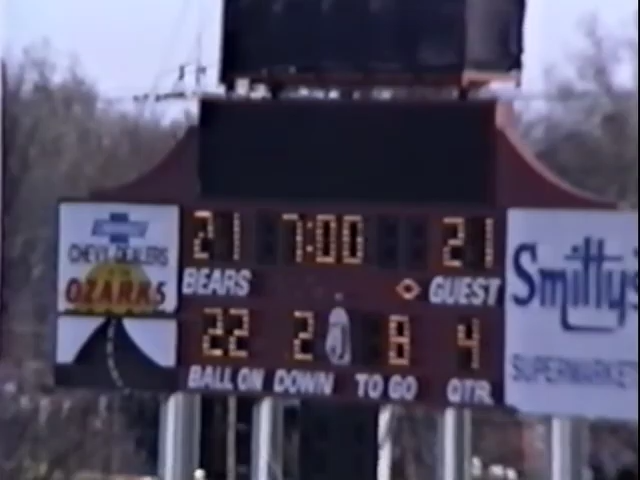 21 7:00 21
BEARS GUEST
22 2 8 4
BALL ON DOWN TO GO QTR.
CHEVY DEALERS
OZARKS
Smitty's
SUPERMARKET